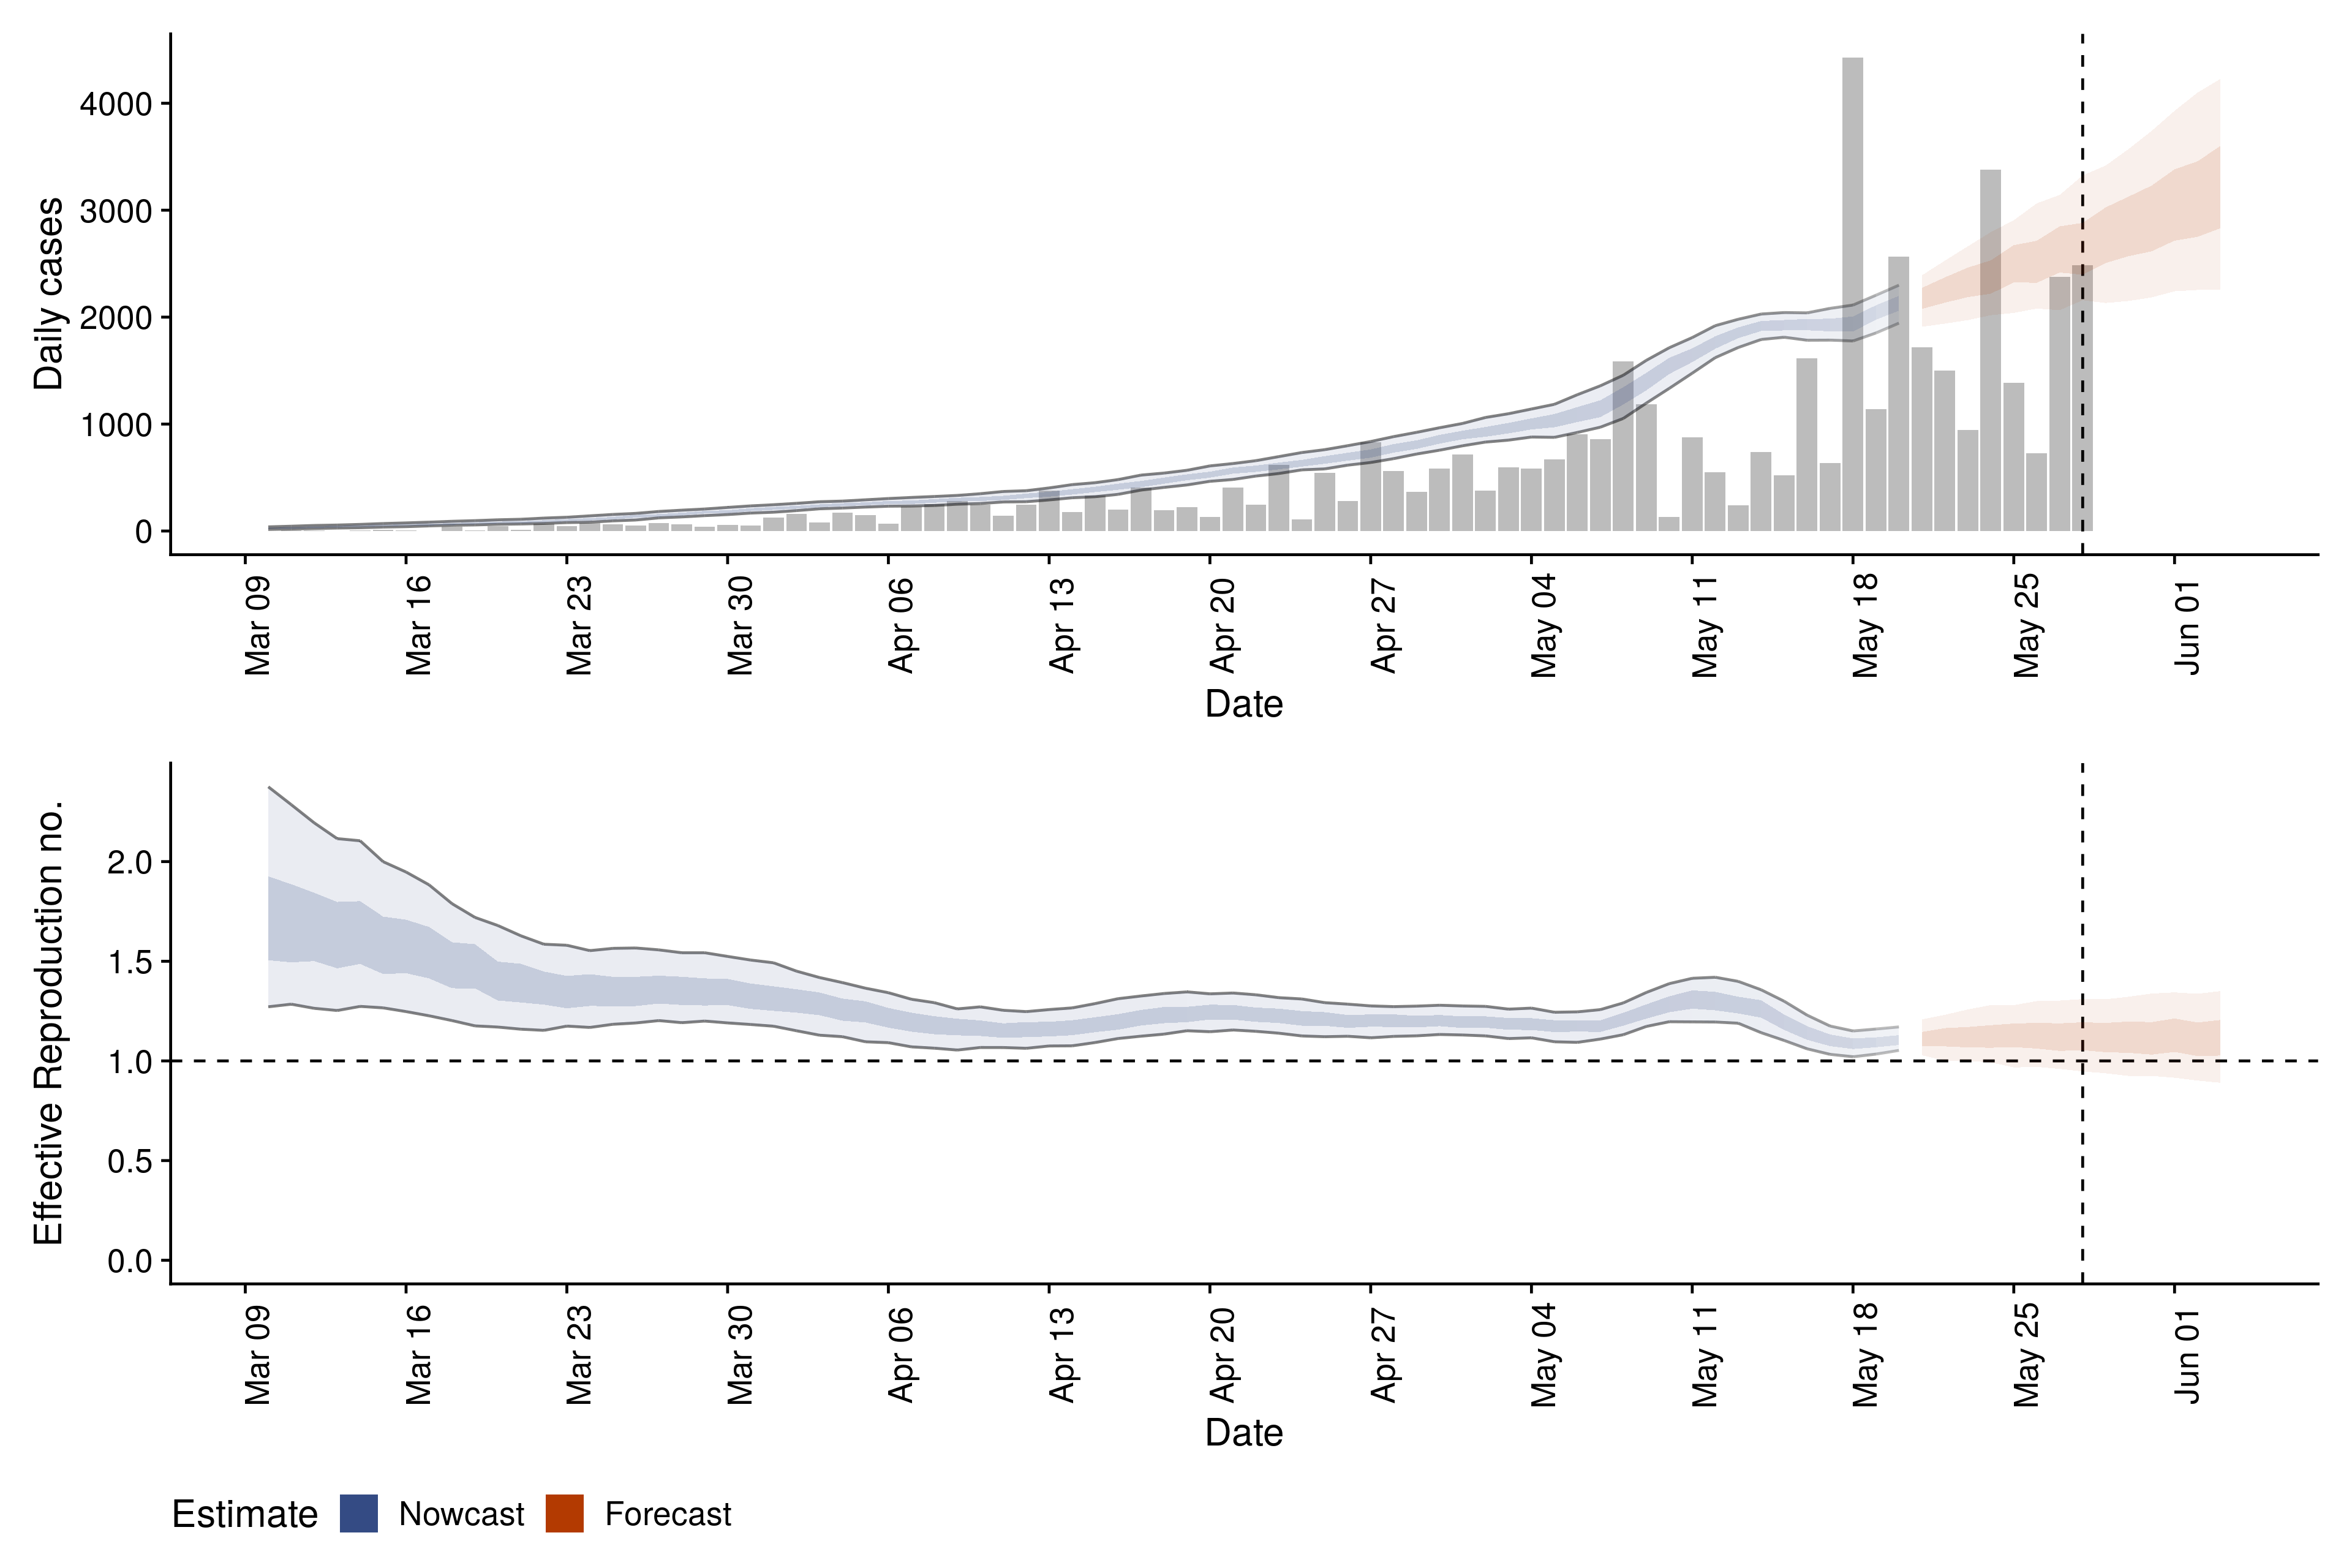 Daily cases
4000
3000
2000
1000
0
Mar 09
Mar 16
Mar 23
Mar 30
Apr 06
Apr 13
Apr 20
Apr 27
May 04
May 11
May 18
May 25
Jun 01
Date
Effective Reproduction no.
2.0
1.5
1.0
0.5
0.0
Mar 09
Mar 16
Mar 23
Mar 30
Apr 06
Apr 13
Apr 20
Apr 27
May 04
May 11
May 18
May 25
Jun 01
Date
Estimate Nowcast Forecast